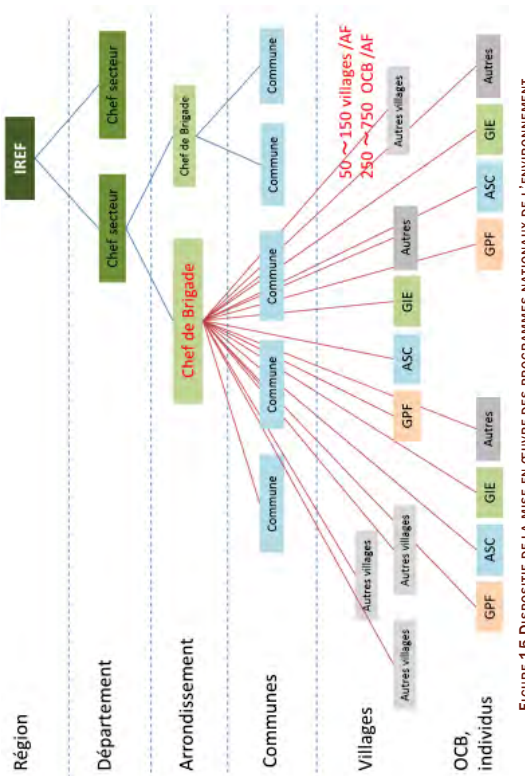 Région
IREF
Département
Chef secteur
Chef secteur
Arrondissement
Chef de Brigade
Chef de Brigade
Communes
Commune
Commune
Commune
Commune
Commune
Villages
Autres villages
Autres villages
Autres villages
GPF
ASC
GIE
Autres
Autres villages
50～150 villages /AF
250～750 OCB /AF
OCB,
individus
GPF
ASC
GIE
Autres
GPF
ASC
GIE
Autres
FIGURE 15 DISPOSITIF DE LA MISE EN ŒUVRE DES PROGRAMMES NATIONAUX DE L'ENVIRONNEMENT